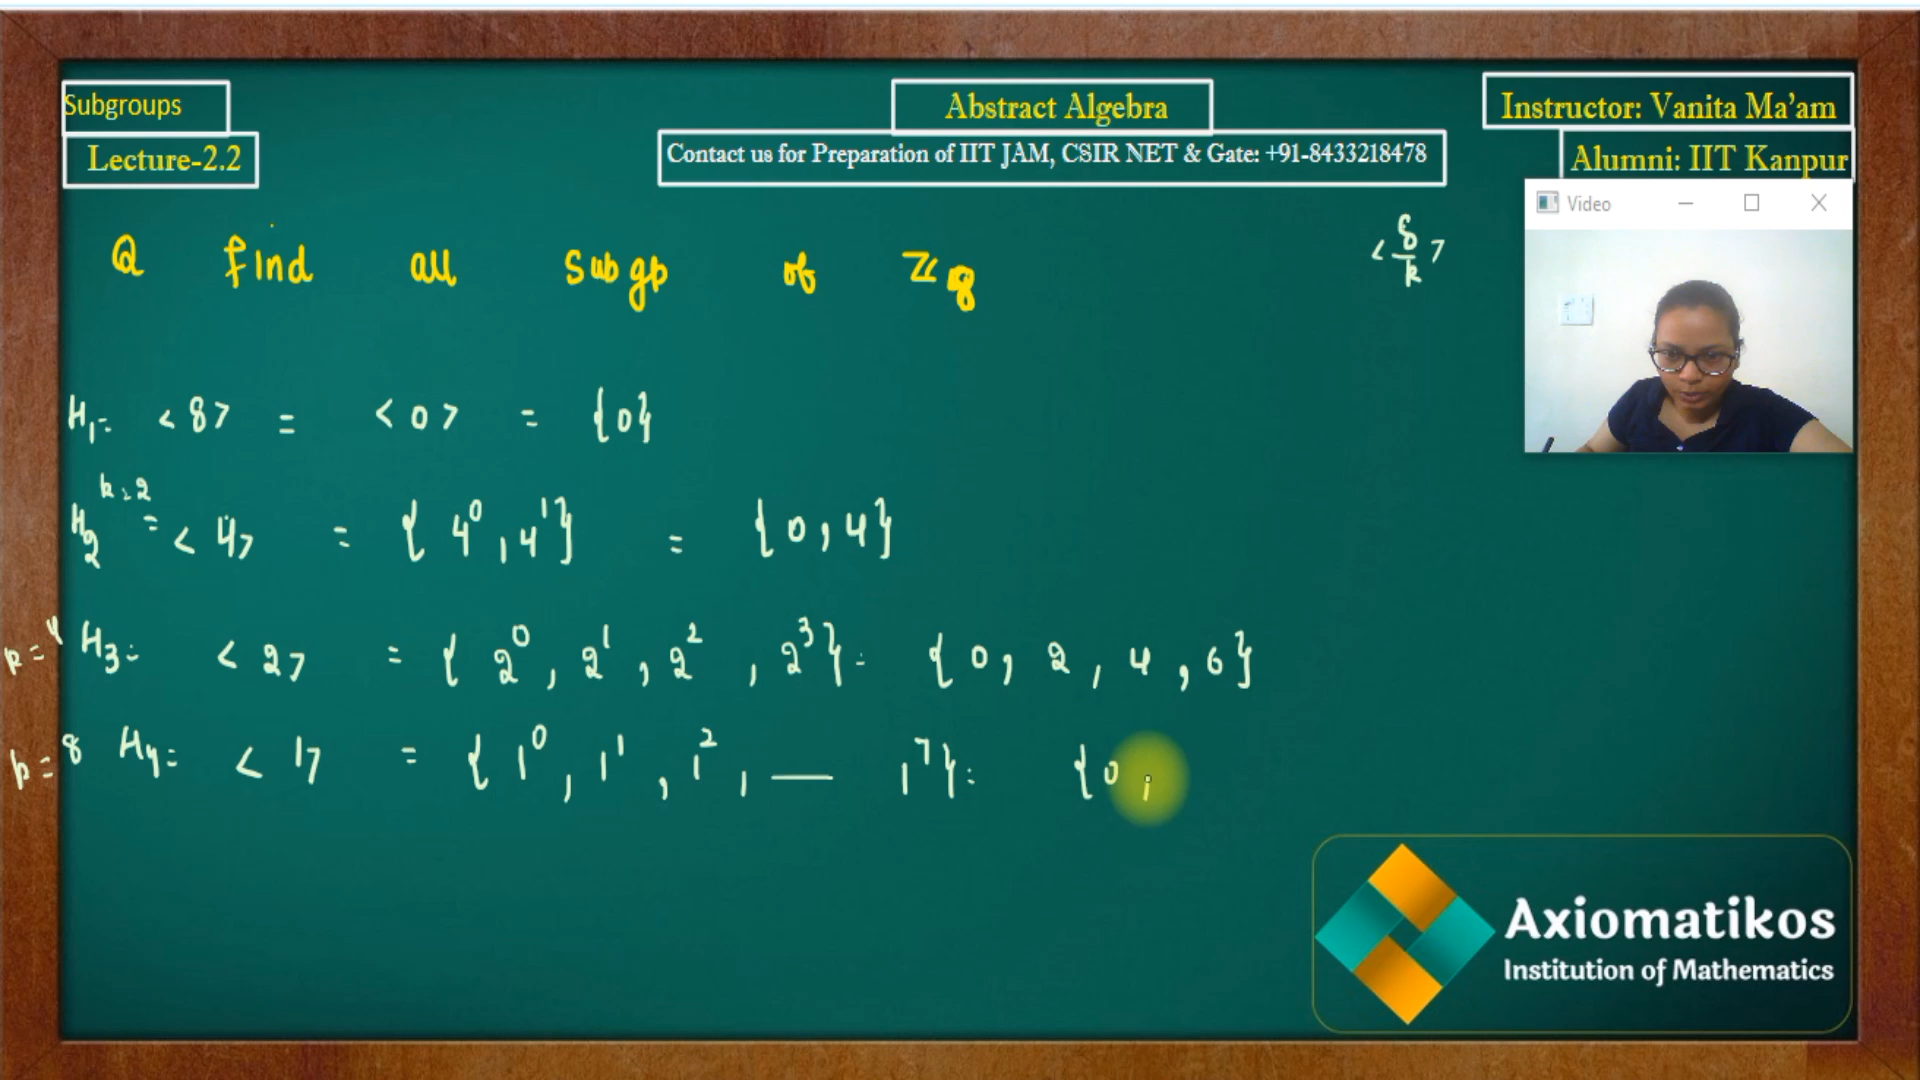 Subgroups
Lecture-2.2
Abstract Algebra
Contact us for Preparation of IIT JAM, CSIR NET & Gate: +91-8433218478
Instructor: Vanita Ma'am
Alumni: IIT Kanpur
Video
Q find all subgp of ℤ₈
< 8/k >
H₁ = < 8 > = < 0 > = {0}
k=2
H₂ = < 4 > = { 4⁰, 4¹ } = { 0, 4 }
k=4 H₃ = < 2 > = { 2⁰, 2¹, 2², 2³ } = { 0, 2, 4, 6 }
k=8 H₄ = < 1 > = { 1⁰, 1¹, 1², — 1⁷ } = { 0,
Axiomatikos
Institution of Mathematics